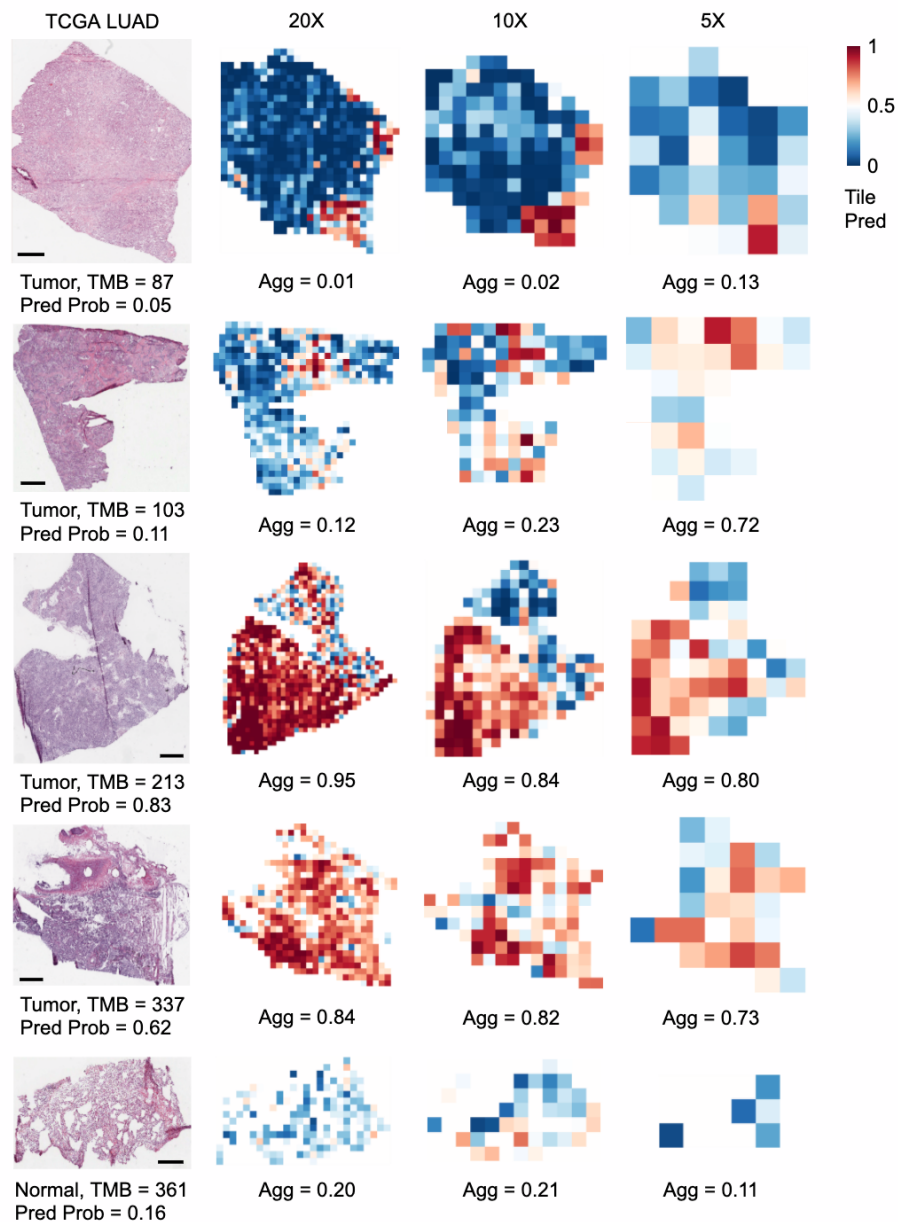 TCGA LUAD 20X 10X 5X
1
0.5
0
Tile
Pred
Agg = 0.01 Agg = 0.02 Agg = 0.13
Tumor, TMB = 87
Pred Prob = 0.05
Agg = 0.12 Agg = 0.23 Agg = 0.72
Tumor, TMB = 103
Pred Prob = 0.11
Agg = 0.95 Agg = 0.84 Agg = 0.80
Tumor, TMB = 213
Pred Prob = 0.83
Agg = 0.84 Agg = 0.82 Agg = 0.73
Tumor, TMB = 337
Pred Prob = 0.62
Agg = 0.20 Agg = 0.21 Agg = 0.11
Normal, TMB = 361
Pred Prob = 0.16